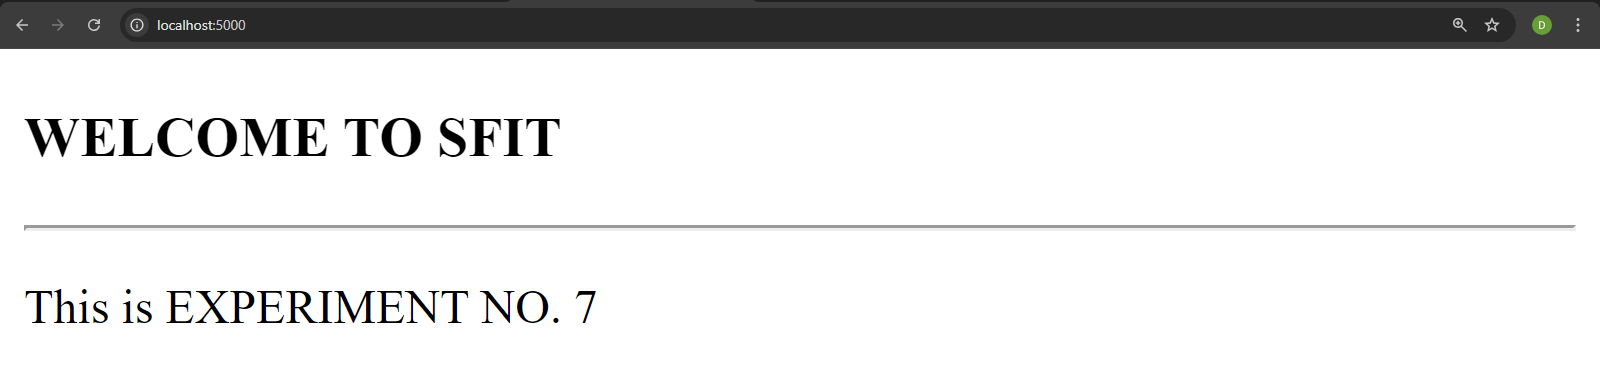 localhost:5000
D
WELCOME TO SFIT
This is EXPERIMENT NO. 7